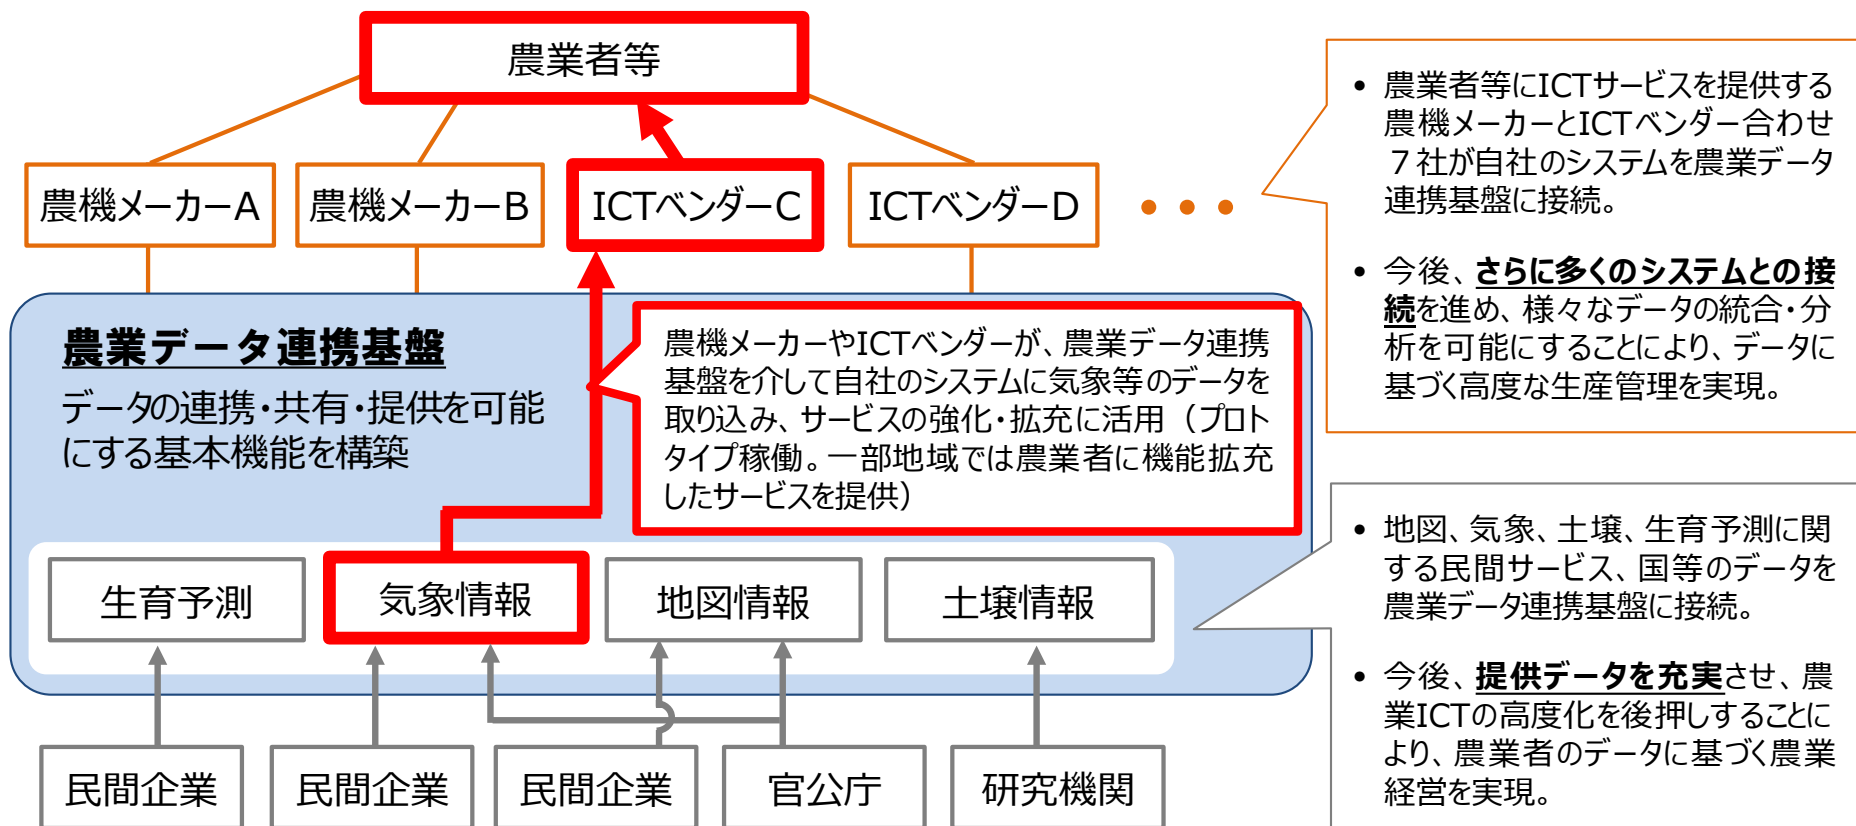 農業者等
農機メーカーA
農機メーカーB
ICTベンダーC
ICTベンダーD
・・・
農業データ連携基盤
データの連携・共有・提供を可能
にする基本機能を構築
農機メーカーやICTベンダーが、農業データ連携
基盤を介して自社のシステムに気象等のデータを
取り込み、サービスの強化・拡充に活用（プロト
タイプ稼働。一部地域では農業者に機能拡充
したサービスを提供）
生育予測
気象情報
地図情報
土壌情報
民間企業
民間企業
民間企業
官公庁
研究機関
• 農業者等にICTサービスを提供する
農機メーカーとICTベンダー合わせ
７社が自社のシステムを農業データ
連携基盤に接続。
• 今後、さらに多くのシステムとの接
続を進め、様々なデータの統合・分
析を可能にすることにより、データに
基づく高度な生産管理を実現。
• 地図、気象、土壌、生育予測に関
する民間サービス、国等のデータを
農業データ連携基盤に接続。
• 今後、提供データを充実させ、農
業ICTの高度化を後押しすることに
より、農業者のデータに基づく農業
経営を実現。